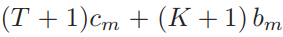 (T + 1)c_m + (K + 1) b_m